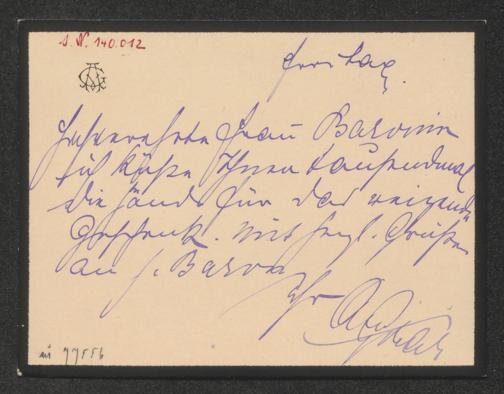 S.N. 140.012
Freitag.
Hochverehrte Frau Baronin
ich küsse Ihnen tausendmal
die Hände für das reizende
Geschenk. Mit herzl. Grüßen
an H. Baron
Ihr
77556